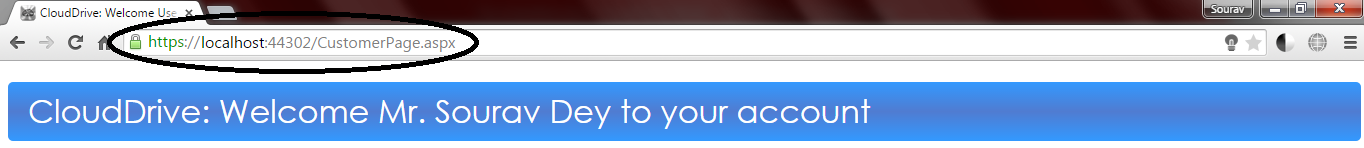 CloudDrive: Welcome Use
Sourav
https://localhost:44302/CustomerPage.aspx
CloudDrive: Welcome Mr. Sourav Dey to your account